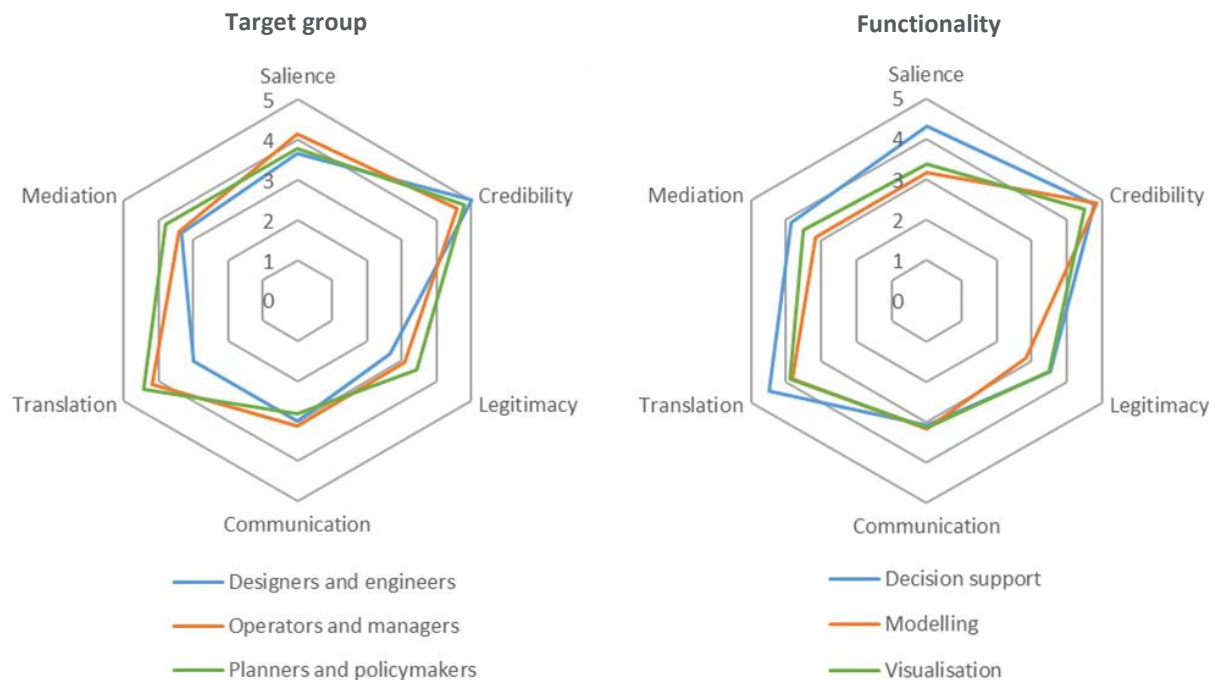 Target group
Salience
5
4
3
2
1
0
Mediation
Credibility
Translation
Legitimacy
Communication
Designers and engineers
Operators and managers
Planners and policymakers
Functionality
Salience
5
4
3
2
1
0
Mediation
Credibility
Translation
Legitimacy
Communication
Decision support
Modelling
Visualisation